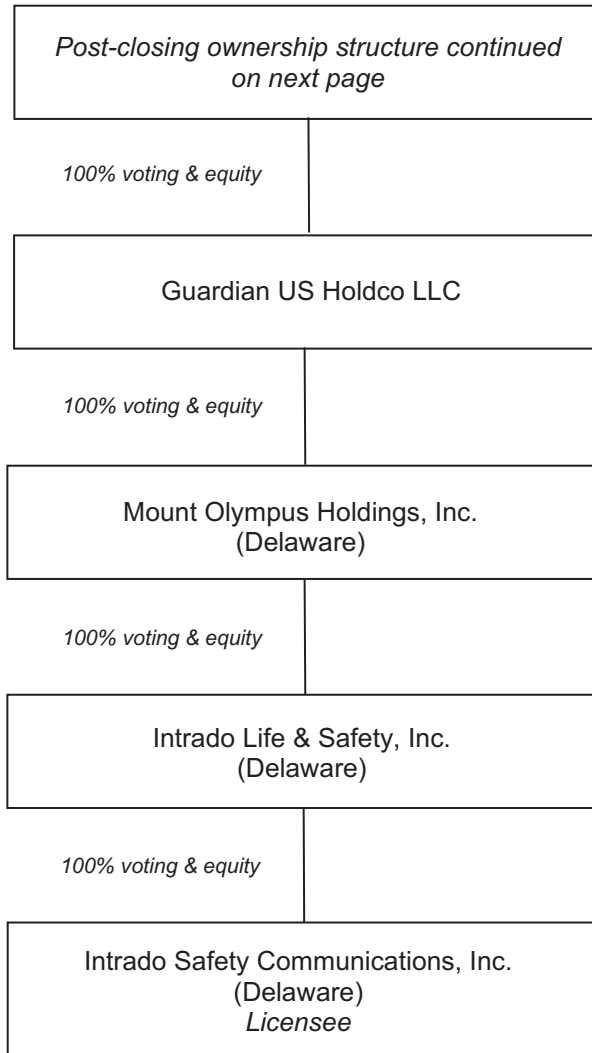 Post-closing ownership structure continued
on next page
100% voting & equity
Guardian US Holdco LLC
100% voting & equity
Mount Olympus Holdings, Inc.
(Delaware)
100% voting & equity
Intrado Life & Safety, Inc.
(Delaware)
100% voting & equity
Intrado Safety Communications, Inc.
(Delaware)
Licensee